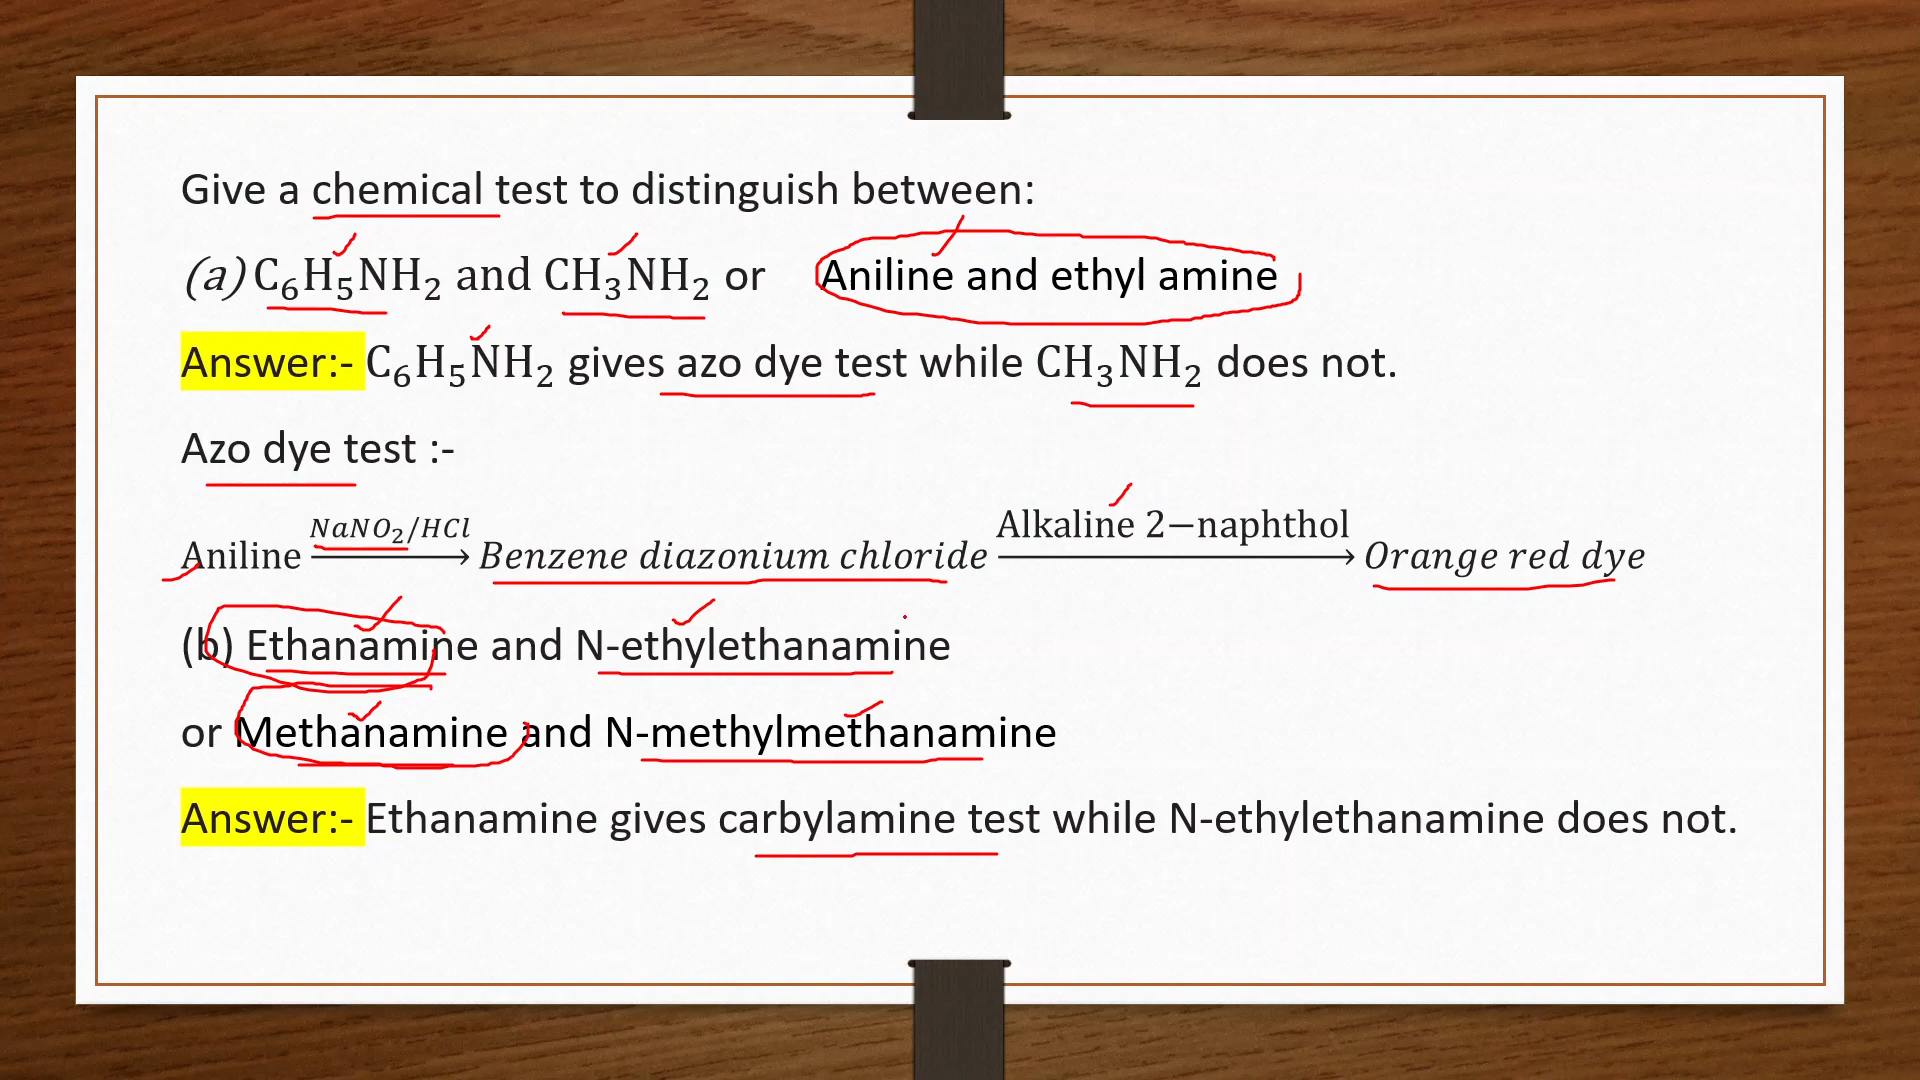 Give a chemical test to distinguish between:
(a) C₆H₅NH₂ and CH₃NH₂ or Aniline and ethyl amine
Answer:- C₆H₅NH₂ gives azo dye test while CH₃NH₂ does not.
Azo dye test :-
Aniline NaNO₂/HCl → Benzene diazonium chloride Alkaline 2−naphthol → Orange red dye
(b) Ethanamine and N-ethylethanamine
or Methanamine and N-methylmethanamine
Answer:- Ethanamine gives carbylamine test while N-ethylethanamine does not.